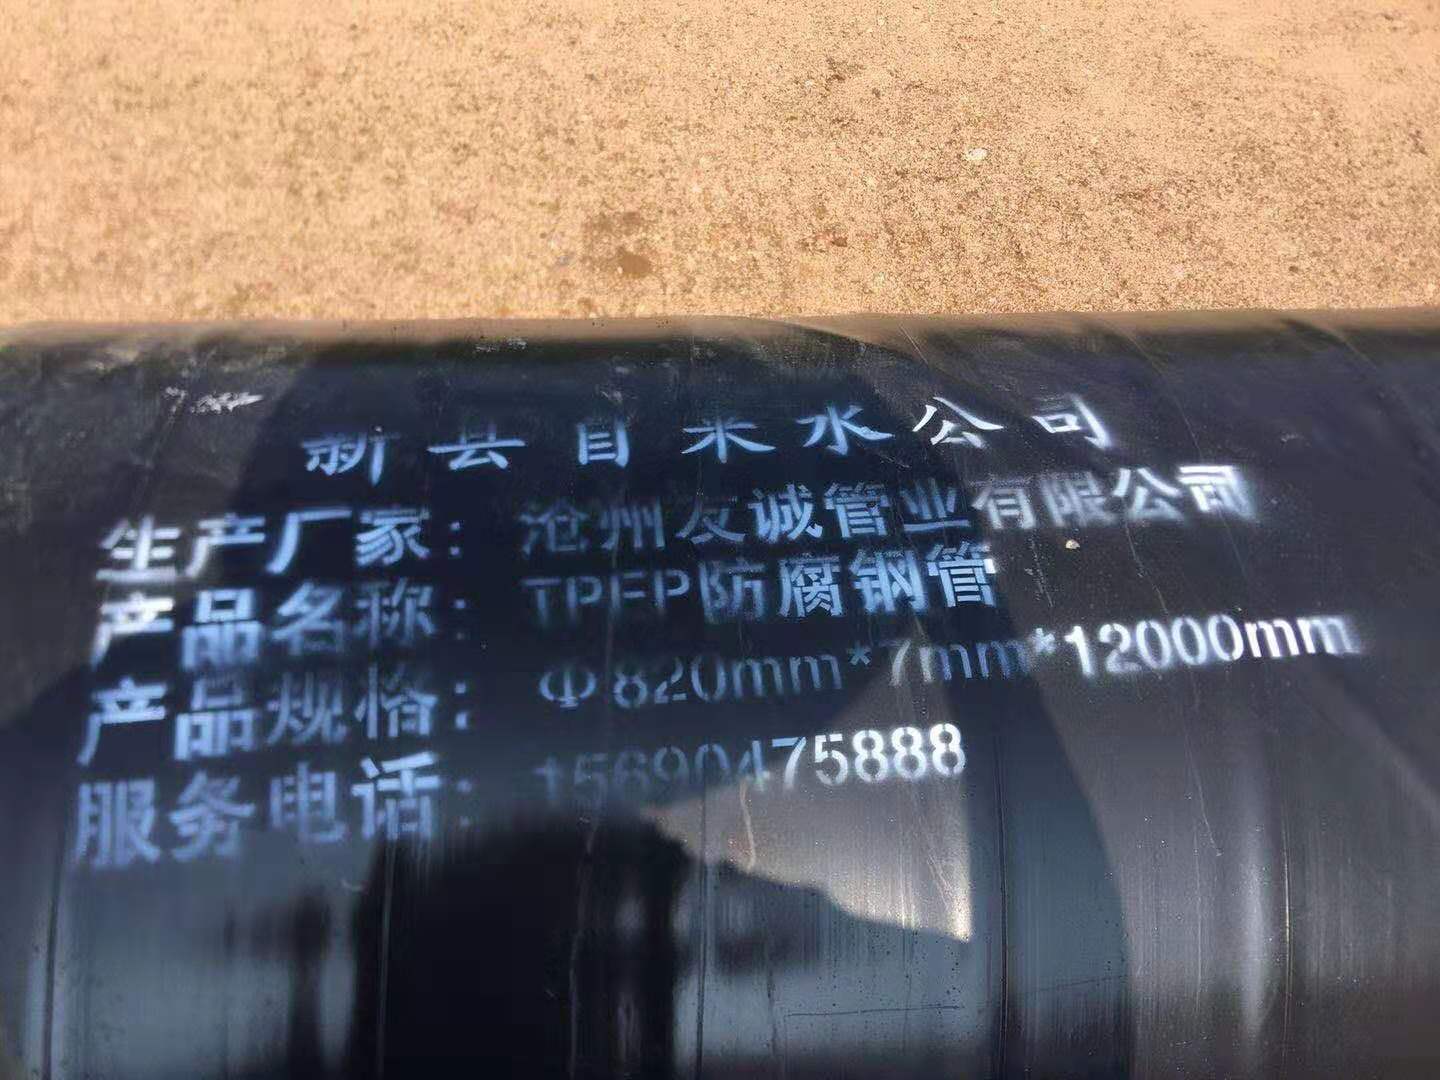 新县自来水公司
生产厂家：沧州友诚管业有限公司
产品名称：TPEP防腐钢管
产品规格：Φ820mm*7mm*12000mm
服务电话：15690475888